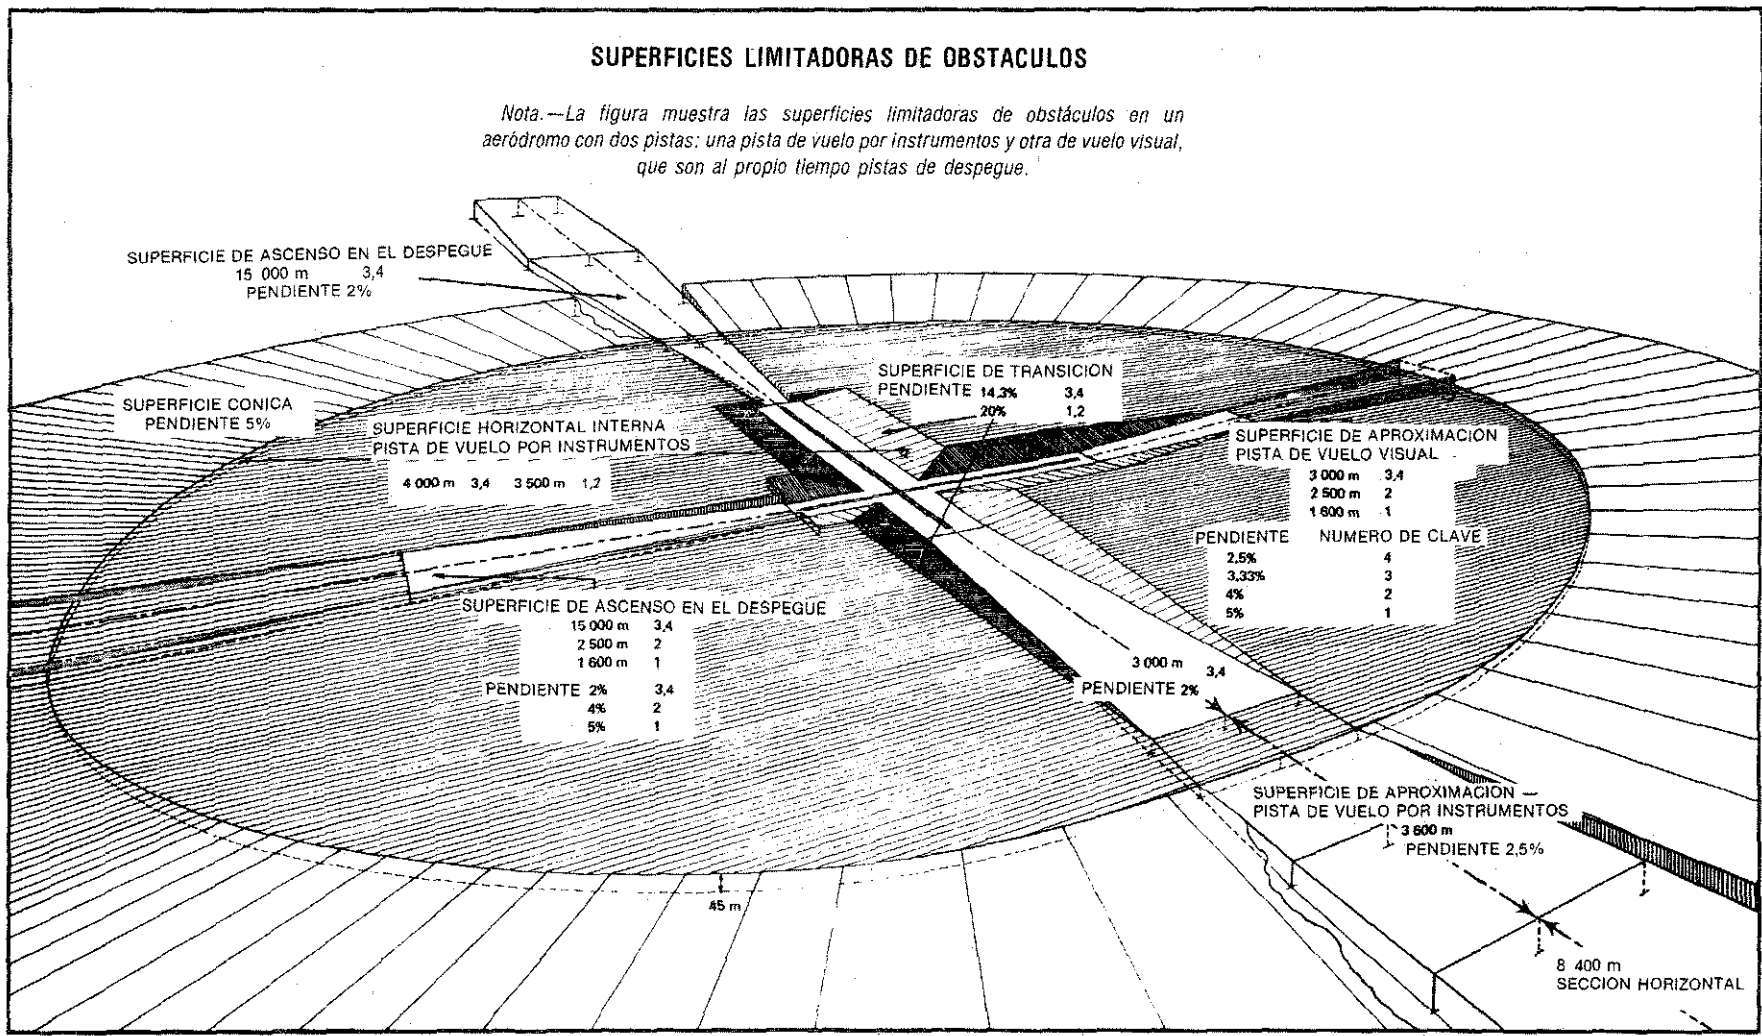 SUPERFICIES LIMITADORAS DE OBSTACULOS
Nota.—La figura muestra las superficies limitadoras de obstáculos en un
aeródromo con dos pistas: una pista de vuelo por instrumentos y otra de vuelo visual,
que son al propio tiempo pistas de despegue.
SUPERFICIE DE ASCENSO EN EL DESPEGUE
15 000 m 3,4
PENDIENTE 2%
SUPERFICIE CONICA
PENDIENTE 5%
SUPERFICIE HORIZONTAL INTERNA
PISTA DE VUELO POR INSTRUMENTOS
4 000 m 3,4 3 500 m 1,2
SUPERFICIE DE TRANSICION
PENDIENTE 14.3% 3,4
20% 1,2
SUPERFICIE DE APROXIMACION
PISTA DE VUELO VISUAL
3 000 m 3,4
2 500 m 2
1 600 m 1
PENDIENTE NUMERO DE CLAVE
2,5% 4
3,33% 3
4% 2
5% 1
SUPERFICIE DE ASCENSO EN EL DESPEGUE
15 000 m 3,4
2 500 m 2
1 600 m 1
PENDIENTE 2% 3,4
4% 2
5% 1
3 000 m
3,4
PENDIENTE 2%
SUPERFICIE DE APROXIMACION —
PISTA DE VUELO POR INSTRUMENTOS
3 600 m
PENDIENTE 2,5%
45 m
8 400 m
SECCION HORIZONTAL